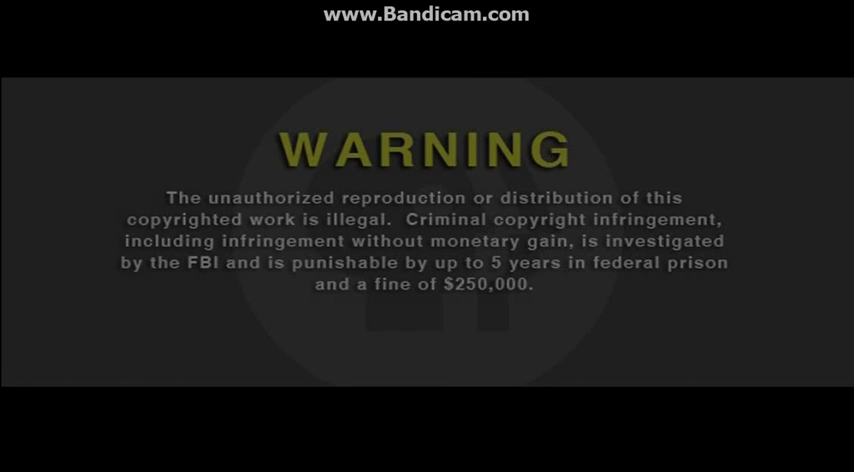 www.Bandicam.com
WARNING
The unauthorized reproduction or distribution of this
copyrighted work is illegal.  Criminal copyright infringement,
including infringement without monetary gain, is investigated
by the FBI and is punishable by up to 5 years in federal prison
and a fine of $250,000.